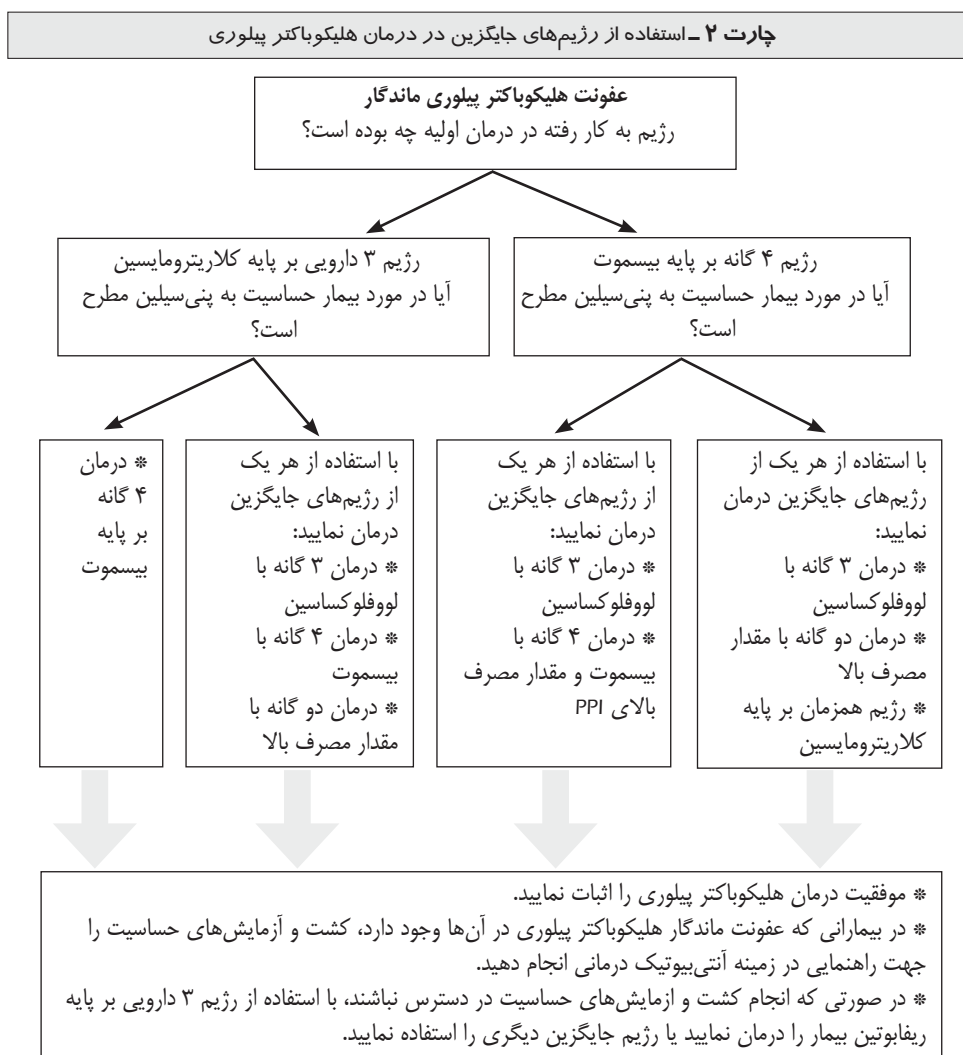 چارت ۲ ـ استفاده از رژیم‌های جایگزین در درمان هلیکوباکتر پیلوری
عفونت هلیکوباکتر پیلوری ماندگار
رژیم به کار رفته در درمان اولیه چه بوده است؟
رژیم ۴ گانه بر پایه بیسموت
آیا در مورد بیمار حساسیت به پنی‌سیلین مطرح
است؟
رژیم ۳ دارویی بر پایه کلاریترومایسین
آیا در مورد بیمار حساسیت به پنی‌سیلین مطرح
است؟
با استفاده از هر یک از
رژیم‌های جایگزین درمان
نمایید:
* درمان ۳ گانه با
لووفلوکساسین
* درمان دو گانه با مقدار
مصرف بالا
* رژیم همزمان بر پایه
کلاریترومایسین
با استفاده از هر یک
از رژیم‌های جایگزین
درمان نمایید:
* درمان ۳ گانه با
لووفلوکساسین
* درمان ۴ گانه با
بیسموت و مقدار مصرف
بالای PPI
با استفاده از هر یک
از رژیم‌های جایگزین
درمان نمایید:
* درمان ۳ گانه با
لووفلوکساسین
* درمان ۴ گانه با
بیسموت
* درمان دو گانه با
مقدار مصرف بالا
* درمان
۴ گانه
بر پایه
بیسموت
* موفقیت درمان هلیکوباکتر پیلوری را اثبات نمایید.
* در بیمارانی که عفونت ماندگار هلیکوباکتر پیلوری در آن‌ها وجود دارد، کشت و آزمایش‌های حساسیت را
جهت راهنمایی در زمینه آنتی‌بیوتیک درمانی انجام دهید.
* در صورتی که انجام کشت و ازمایش‌های حساسیت در دسترس نباشند، با استفاده از رژیم ۳ دارویی بر پایه
ریفابوتین بیمار را درمان نمایید یا رژیم جایگزین دیگری را استفاده نمایید.